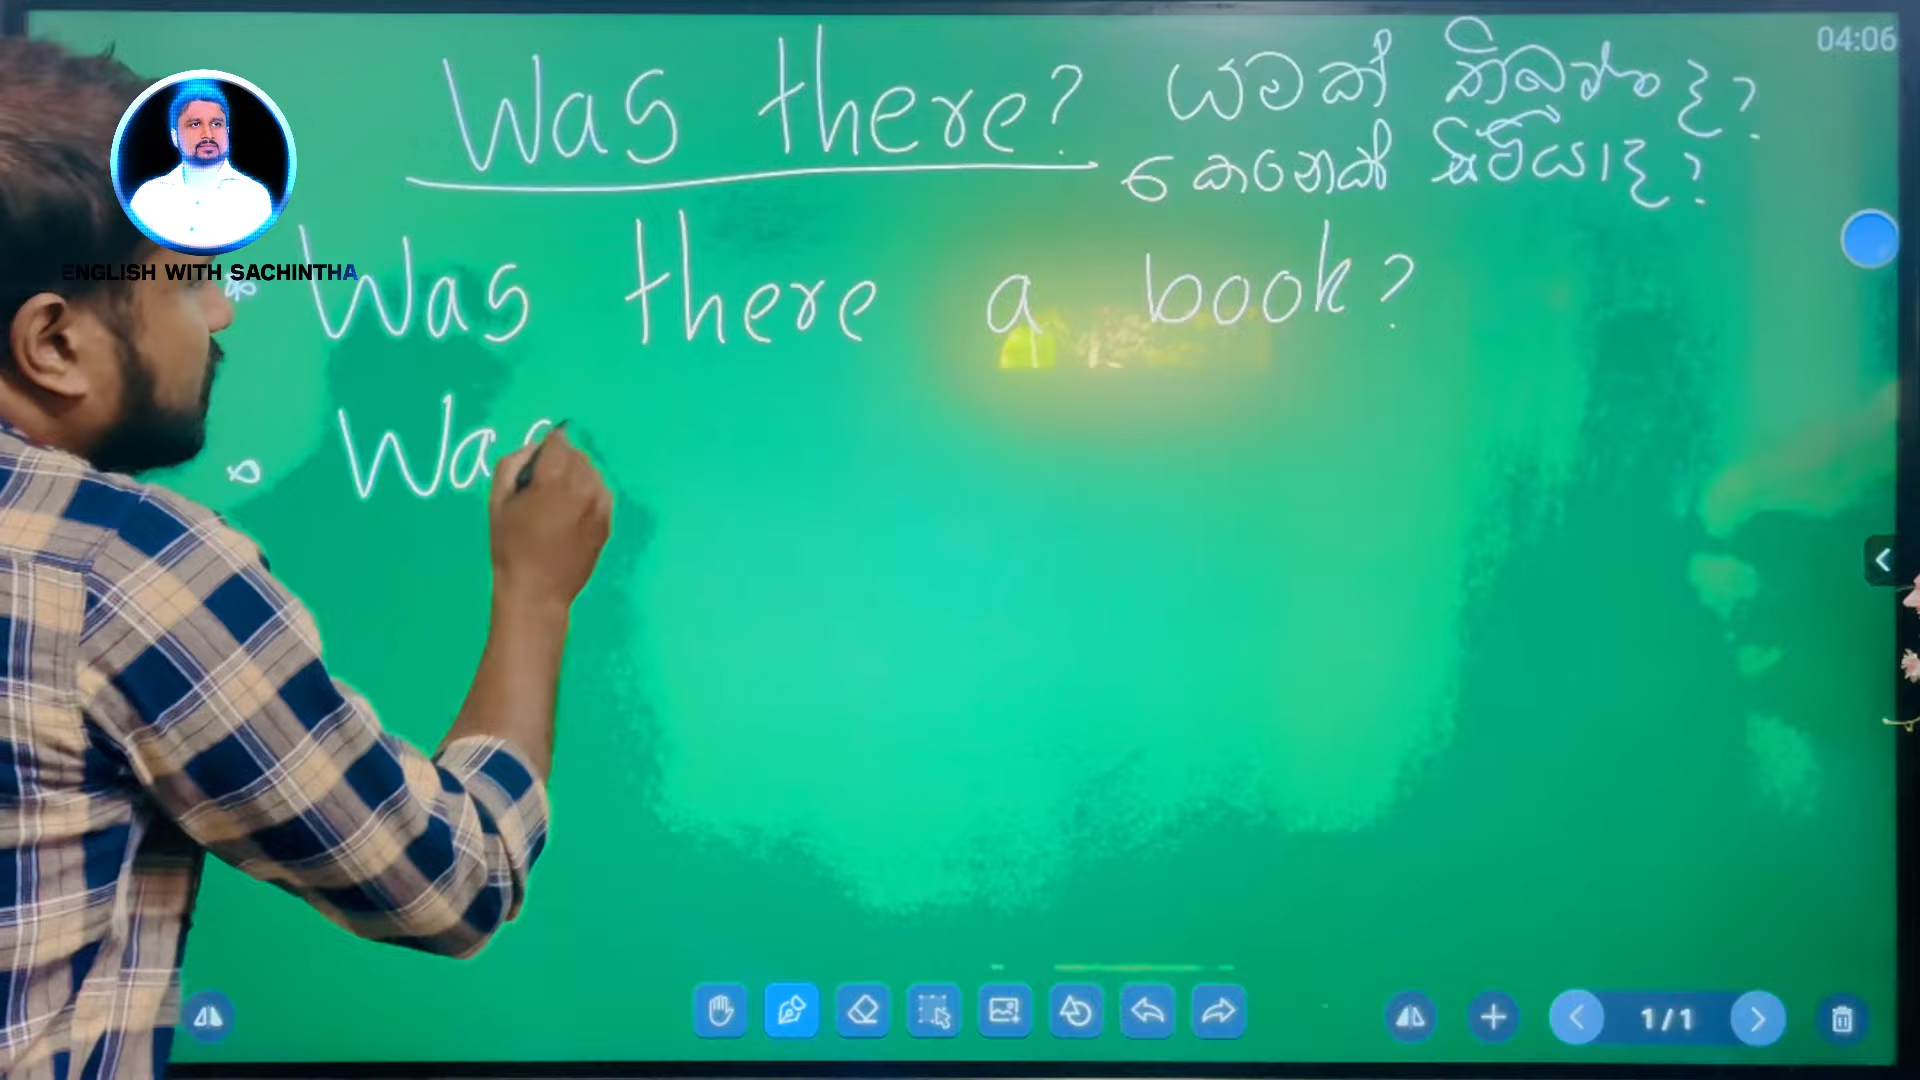 04:06
Was there? යමක් තිබුණාද?
කෙනෙක් සිටියාද?
ENGLISH WITH SACHINTHA
Was there a book?
Was
1/1